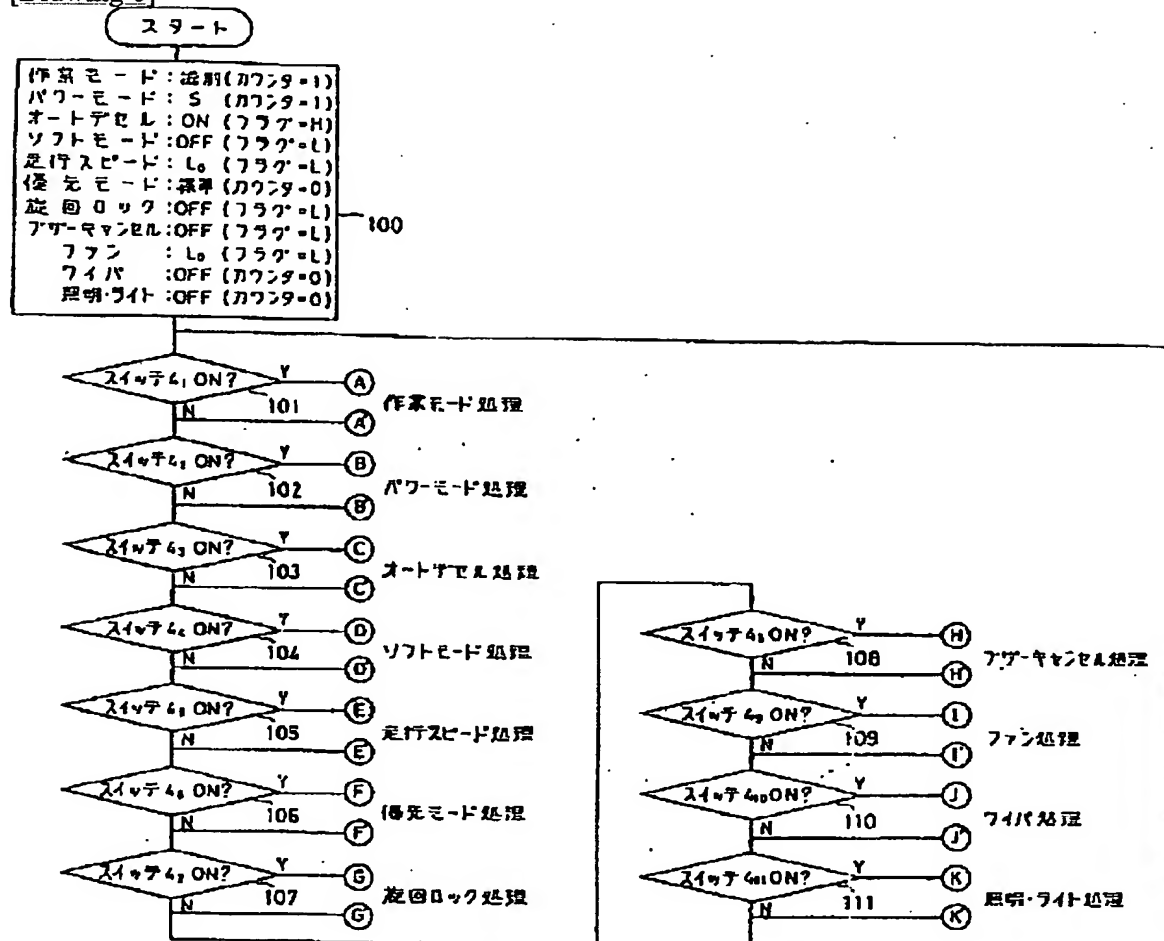 スタート
作業モード:掘削(カウンタ=1)
パワーモード: S (カウンタ=1)
オートデセル:ON (フラグ=H)
ソフトモード:OFF (フラグ=L)
走行スピード: Lo (フラグ=L)
優先モード:標準(カウンタ=0)
旋回ロック:OFF (フラグ=L)
ブザーキャンセル:OFF (フラグ=L)
ファン : Lo (フラグ=L)
ワイパ :OFF (カウンタ=0)
照明・ライト:OFF (カウンタ=0)
100
スイッチ4₁ ON? Y A
101 作業モード処理
N A'
スイッチ4₂ ON? Y B
102 パワーモード処理
N B'
スイッチ4₃ ON? Y C
103 オートデセル処理
N C'
スイッチ4₄ ON? Y D
104 ソフトモード処理
N D'
スイッチ4₅ ON? Y E
105 走行スピード処理
N E'
スイッチ4₆ ON? Y F
106 優先モード処理
N F'
スイッチ4₇ ON? Y G
107 旋回ロック処理
N G'
スイッチ4₈ ON? Y H
108 ブザーキャンセル処理
N H'
スイッチ4₉ ON? Y I
109 ファン処理
N I'
スイッチ4₁₀ ON? Y J
110 ワイパ処理
N J'
スイッチ4₁₁ ON? Y K
111 照明・ライト処理
N K'